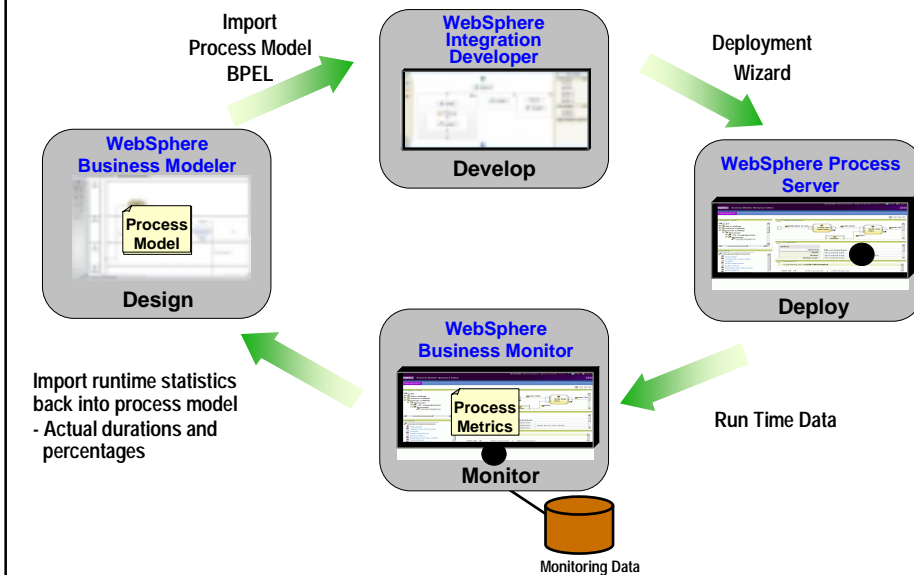 Import
Process Model
BPEL
WebSphere
Integration
Developer
Develop
Deployment
Wizard
WebSphere
Business Modeler
Process
Model
Design
WebSphere Process
Server
Deploy
WebSphere
Business Monitor
Process
Metrics
Monitor
Import runtime statistics
back into process model
- Actual durations and
percentages
Run Time Data
Monitoring Data